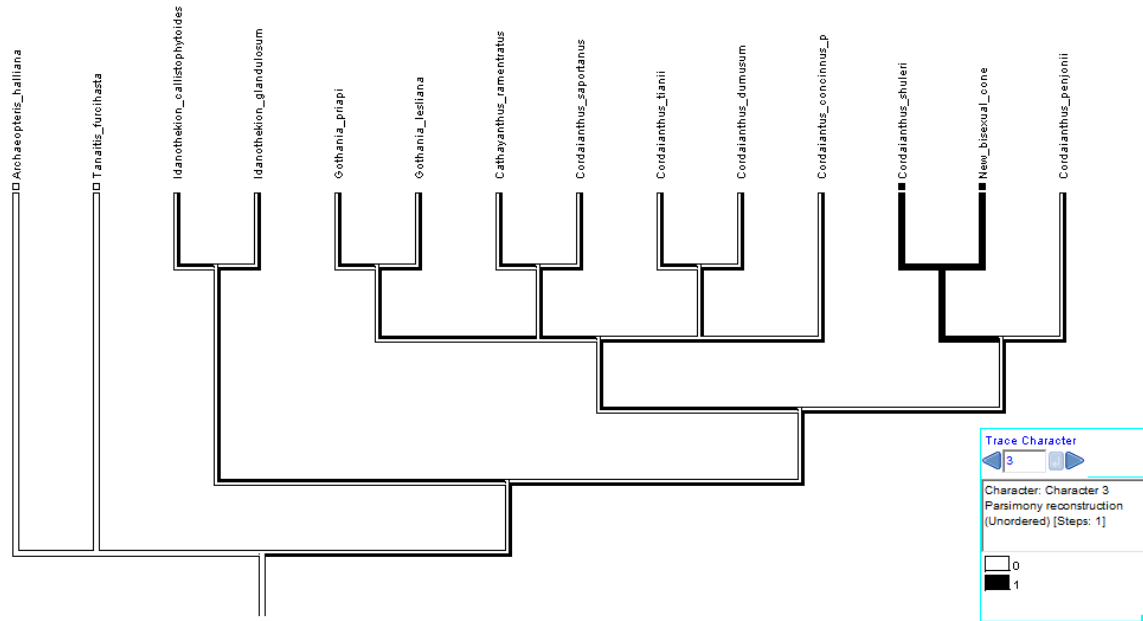 Archaeopteris_halliana
Tanaitis_furcihasta
Idanothekion_callistophytoides
Idanothekion_glandulosum
Gothania_priapi
Gothania_lesliana
Cathayanthus_ramentratus
Cordaianthus_saportanus
Cordaianthus_tianii
Cordaianthus_dumusum
Cordaiantus_concinnus_p
Cordaianthus_shuleri
New_bisexual_cone
Cordaianthus_penjonii
Trace Character
3
Character: Character 3
Parsimony reconstruction
(Unordered) [Steps: 1]
0
1